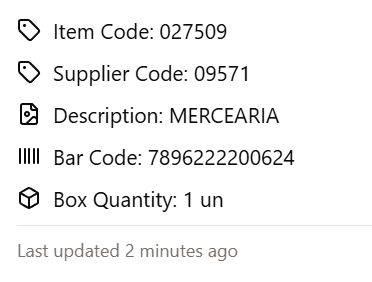 Item Code: 027509
Supplier Code: 09571
Description: MERCEARIA
Bar Code: 7896222200624
Box Quantity: 1 un
Last updated 2 minutes ago